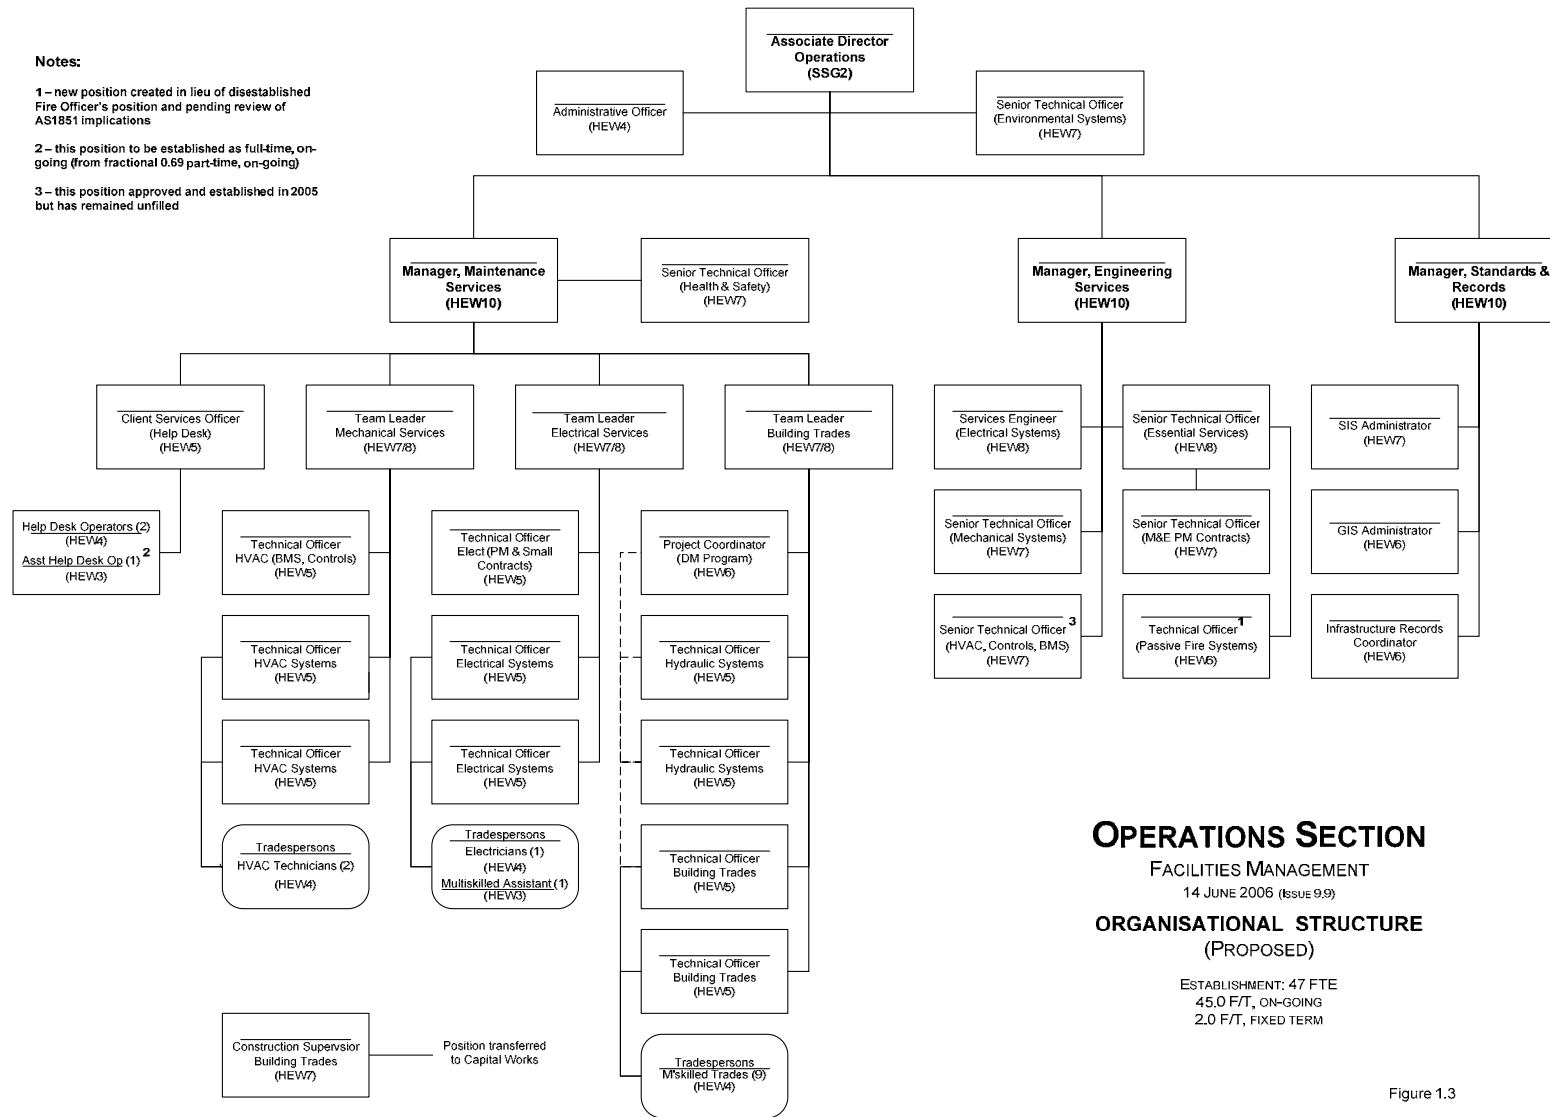 Notes:
1 – new position created in lieu of disestablished
Fire Officer's position and pending review of
AS1851 implications
2 – this position to be established as full-time, on-
going (from fractional 0.69 part-time, on-going)
3 – this position approved and established in 2005
but has remained unfilled
Associate Director
Operations
(SSG2)
Administrative Officer
(HEW4)
Senior Technical Officer
(Environmental Systems)
(HEW7)
Manager, Maintenance
Services
(HEW10)
Senior Technical Officer
(Health & Safety)
(HEW7)
Manager, Engineering
Services
(HEW10)
Manager, Standards &
Records
(HEW10)
Client Services Officer
(Help Desk)
(HEW5)
Team Leader
Mechanical Services
(HEW7/8)
Team Leader
Electrical Services
(HEW7/8)
Team Leader
Building Trades
(HEW7/8)
Services Engineer
(Electrical Systems)
(HEW8)
Senior Technical Officer
(Essential Services)
(HEW8)
SIS Administrator
(HEW7)
Help Desk Operators (2)
(HEW4)
Asst Help Desk Op (1) 2
(HEW3)
Technical Officer
HVAC (BMS, Controls)
(HEW5)
Technical Officer
Elect (PM & Small
Contracts)
(HEW5)
Project Coordinator
(DM Program)
(HEW6)
Senior Technical Officer
(Mechanical Systems)
(HEW7)
Senior Technical Officer
(M&E PM Contracts)
(HEW7)
GIS Administrator
(HEW6)
Technical Officer
HVAC Systems
(HEW5)
Technical Officer
Electrical Systems
(HEW5)
Technical Officer
Hydraulic Systems
(HEW5)
Senior Technical Officer 3
(HVAC, Controls, BMS)
(HEW7)
Technical Officer 1
(Passive Fire Systems)
(HEW6)
Infrastructure Records
Coordinator
(HEW6)
Technical Officer
HVAC Systems
(HEW5)
Technical Officer
Electrical Systems
(HEW5)
Technical Officer
Hydraulic Systems
(HEW5)
Tradespersons
HVAC Technicians (2)
(HEW4)
Tradespersons
Electricians (1)
(HEW4)
Multiskilled Assistant (1)
(HEW3)
Technical Officer
Building Trades
(HEW5)
Technical Officer
Building Trades
(HEW5)
Construction Supervsior
Building Trades
(HEW7)
Position transferred
to Capital Works
Tradespersons
M'skilled Trades (9)
(HEW4)
OPERATIONS SECTION
FACILITIES MANAGEMENT
14 JUNE 2006 (ISSUE 9.9)
ORGANISATIONAL STRUCTURE
(PROPOSED)
ESTABLISHMENT: 47 FTE
45.0 F/T, ON-GOING
2.0 F/T, FIXED TERM
Figure 1.3